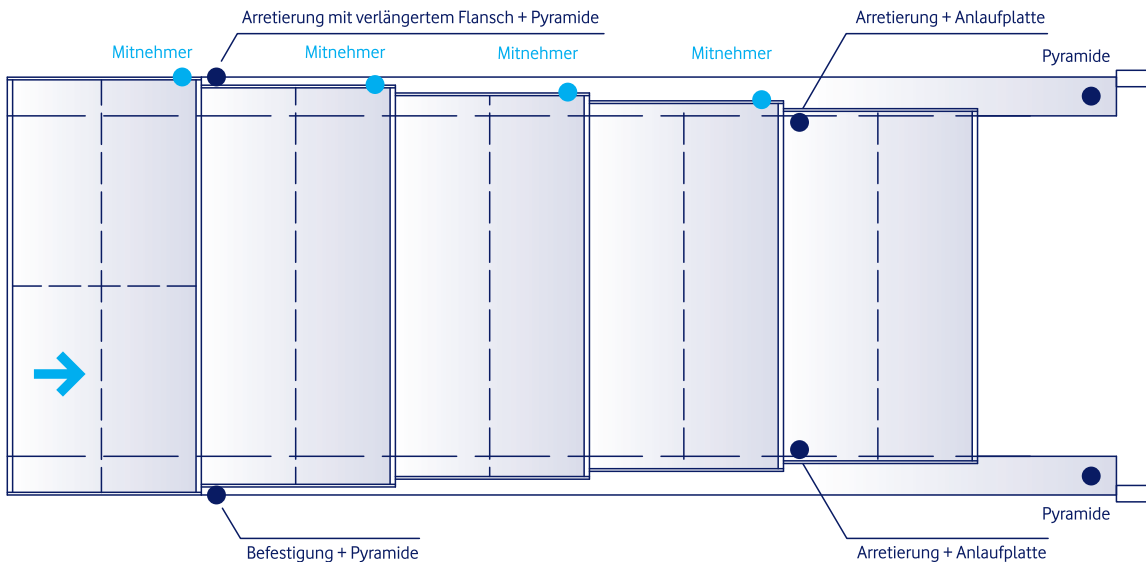 Arretierung mit verlängertem Flansch + Pyramide
Arretierung + Anlaufplatte
Mitnehmer
Mitnehmer
Mitnehmer
Mitnehmer
Pyramide
Pyramide
Befestigung + Pyramide
Arretierung + Anlaufplatte